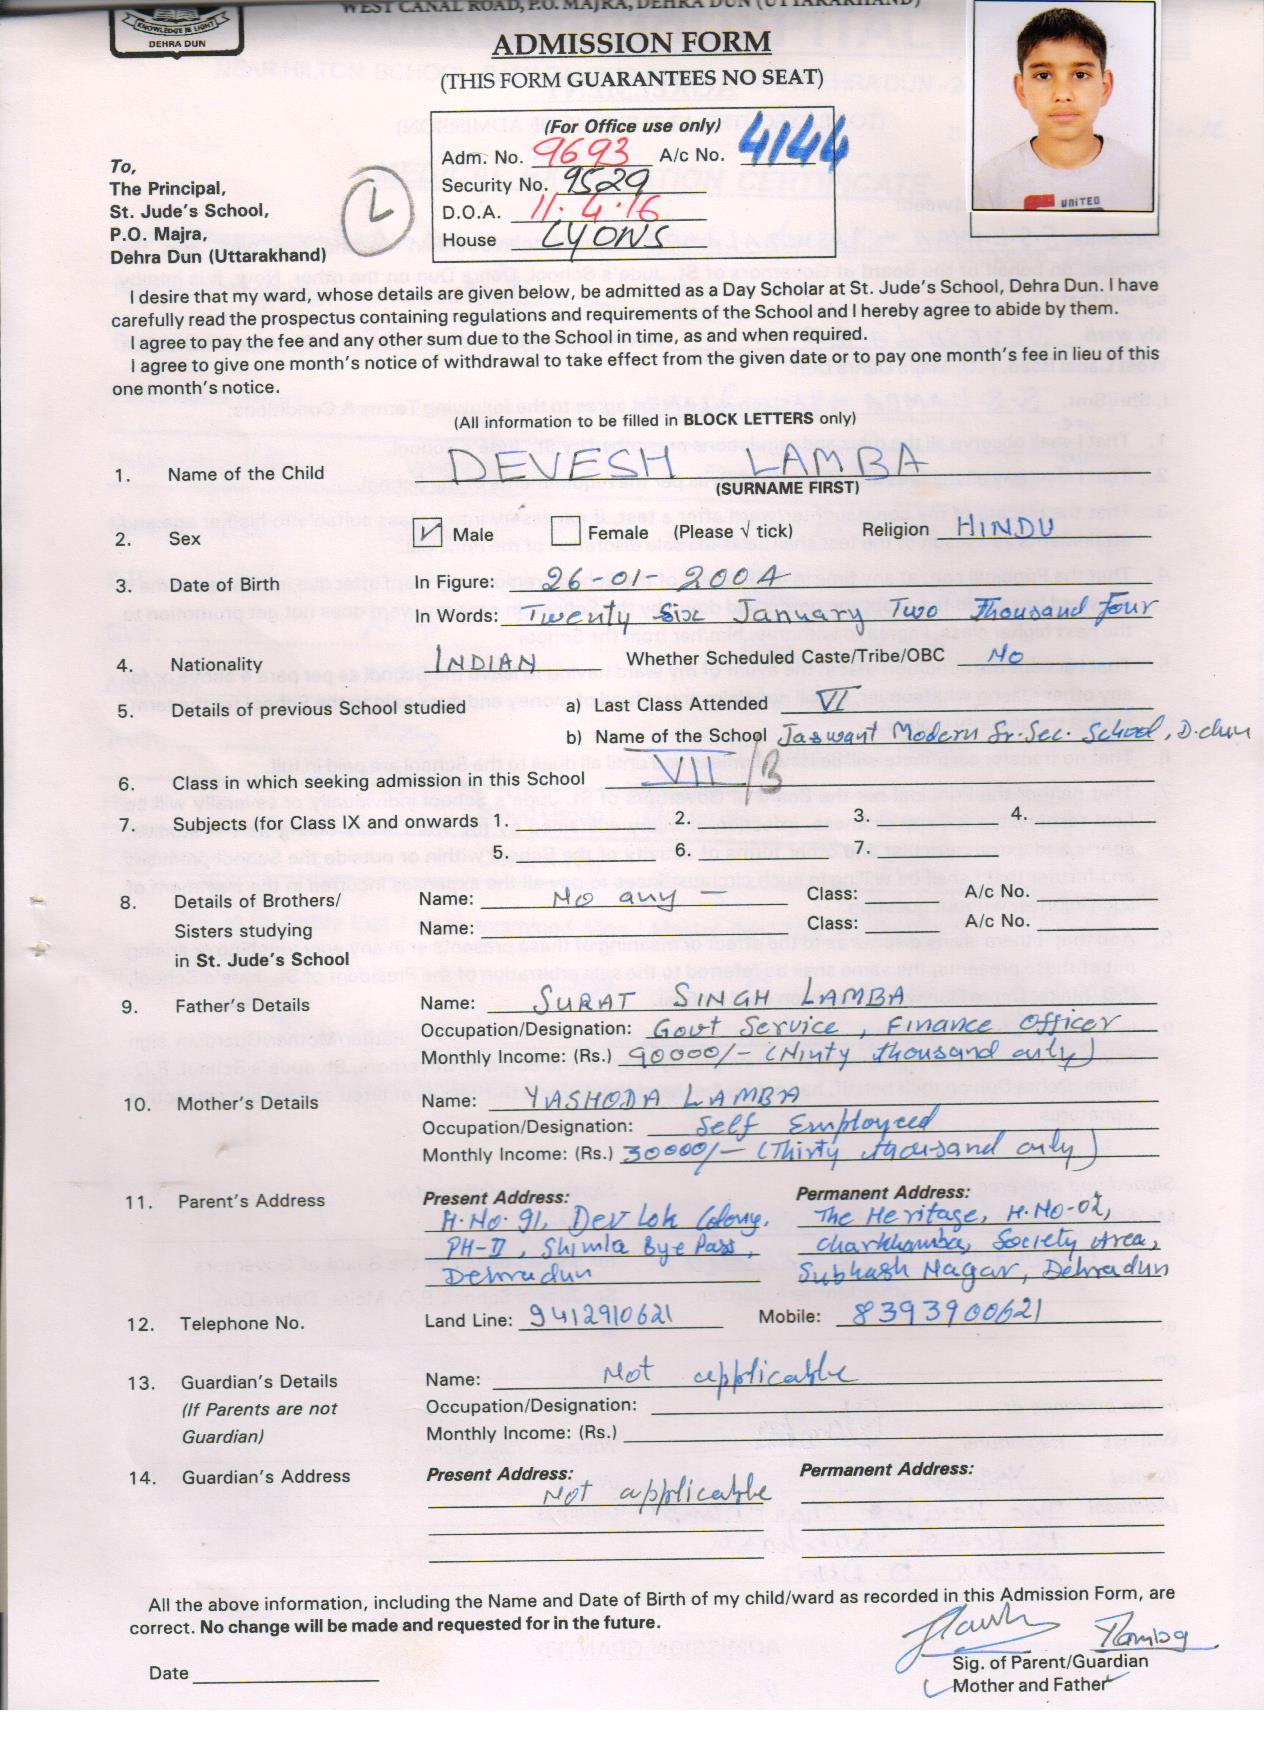 WEST CANAL ROAD, P.O. MAJRA, DEHRA DUN (UTTARAKHAND)
KNOWLEDGE IS LIGHT
DEHRA DUN
ADMISSION FORM
(THIS FORM GUARANTEES NO SEAT)
(For Office use only)
Adm. No. 9693 A/c No. 4144
Security No. 9529
D.O.A. 11.4.16
House LYONS
L
UNITED
To,
The Principal,
St. Jude's School,
P.O. Majra,
Dehra Dun (Uttarakhand)
I desire that my ward, whose details are given below, be admitted as a Day Scholar at St. Jude's School, Dehra Dun. I have
carefully read the prospectus containing regulations and requirements of the School and I hereby agree to abide by them.
I agree to pay the fee and any other sum due to the School in time, as and when required.
I agree to give one month's notice of withdrawal to take effect from the given date or to pay one month's fee in lieu of this
one month's notice.
(All information to be filled in BLOCK LETTERS only)
1. Name of the Child DEVESH LAMBA
(SURNAME FIRST)
2. Sex ✓ Male Female (Please √ tick) Religion HINDU
3. Date of Birth In Figure: 26-01-2004
In Words: Twenty Six January Two Thousand Four
4. Nationality INDIAN Whether Scheduled Caste/Tribe/OBC No
5. Details of previous School studied a) Last Class Attended VI
b) Name of the School Jaswant Modern Sr. Sec. School, D.dun
6. Class in which seeking admission in this School VII/B
7. Subjects (for Class IX and onwards 1. 2. 3. 4.
5. 6. 7.
8. Details of Brothers/ Name: No any — Class: A/c No.
Sisters studying Name: Class: A/c No.
in St. Jude's School
9. Father's Details Name: SURAT SINGH LAMBA
Occupation/Designation: Govt Service, Finance Officer
Monthly Income: (Rs.) 90000/- (Ninty thousand only)
10. Mother's Details Name: YASHODA LAMBA
Occupation/Designation: Self Employeed
Monthly Income: (Rs.) 30000/- (Thirty thousand only)
11. Parent's Address Present Address: Permanent Address:
H.No. 91, Dev Lok Colony, The Heritage, H.No-02,
PH-II, Shimla Bye Pass, Charkhamba, Society Area,
Dehradun Subhash Nagar, Dehradun
12. Telephone No. Land Line: 9412910621 Mobile: 8393900621
13. Guardian's Details Name: Not applicable
(If Parents are not Occupation/Designation:
Guardian) Monthly Income: (Rs.)
14. Guardian's Address Present Address: Permanent Address:
Not applicable
All the above information, including the Name and Date of Birth of my child/ward as recorded in this Admission Form, are
correct. No change will be made and requested for in the future.
Date
Sig. of Parent/Guardian
Mother and Father